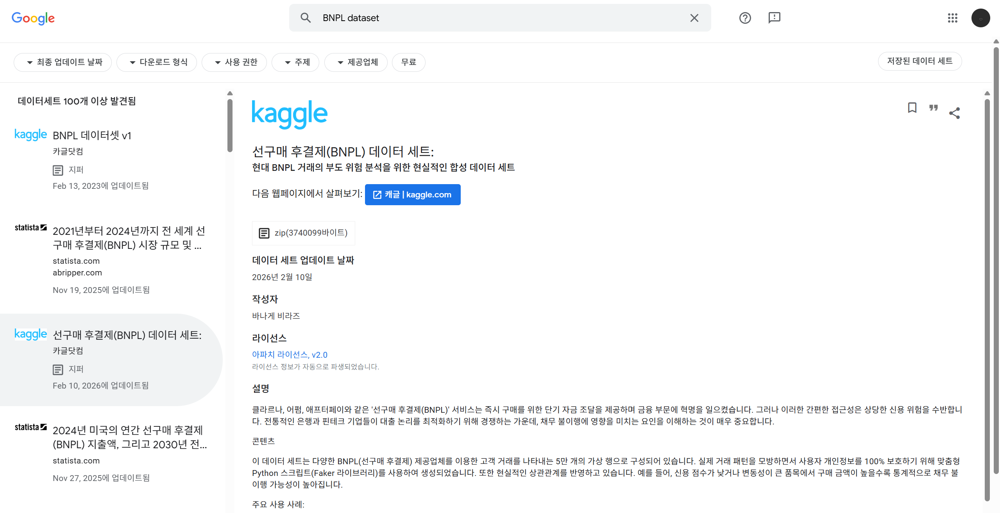 Google
BNPL dataset
최종 업데이트 날짜
다운로드 형식
사용 권한
주제
제공업체
무료
저장된 데이터 세트
데이터세트 100개 이상 발견됨
kaggle
BNPL 데이터셋 v1
카글닷컴
지퍼
Feb 13, 2023에 업데이트됨
statista
2021년부터 2024년까지 전 세계 선
구매 후결제(BNPL) 시장 규모 및 ...
statista.com
abripper.com
Nov 19, 2025에 업데이트됨
kaggle
선구매 후결제(BNPL) 데이터 세트:
카글닷컴
지퍼
Feb 10, 2026에 업데이트됨
statista
2024년 미국의 연간 선구매 후결제
(BNPL) 지출액, 그리고 2030년 전...
statista.com
Nov 27, 2025에 업데이트됨
kaggle
선구매 후결제(BNPL) 데이터 세트:
현대 BNPL 거래의 부도 위험 분석을 위한 현실적인 합성 데이터 세트
다음 웹페이지에서 살펴보기: 캐글 | kaggle.com
zip(3740099바이트)
데이터 세트 업데이트 날짜
2026년 2월 10일
작성자
바나게 비라즈
라이선스
아파치 라이선스, v2.0
라이선스 정보가 자동으로 파생되었습니다.
설명
클라르나, 어펌, 애프터페이와 같은 '선구매 후결제(BNPL)' 서비스는 즉시 구매를 위한 단기 자금 조달을 제공하며 금융 부문에 혁명을 일으켰습니다. 그러나 이러한 간편한 접근성은 상당한 신용 위험을 수반합니
다. 전통적인 은행과 핀테크 기업들이 대출 논리를 최적화하기 위해 경쟁하는 가운데, 채무 불이행에 영향을 미치는 요인을 이해하는 것이 매우 중요합니다.
콘텐츠
이 데이터 세트는 다양한 BNPL(선구매 후결제) 제공업체를 이용한 고객 거래를 나타내는 5만 개의 가상 행으로 구성되어 있습니다. 실제 거래 패턴을 모방하면서 사용자 개인정보를 100% 보호하기 위해 맞춤형
Python 스크립트(Faker 라이브러리)를 사용하여 생성되었습니다. 또한 현실적인 상관관계를 반영하고 있습니다. 예를 들어, 신용 점수가 낮거나 변동성이 큰 품목에서 구매 금액이 높을수록 통계적으로 채무 불
이행 가능성이 높아집니다.
주요 사용 사례: